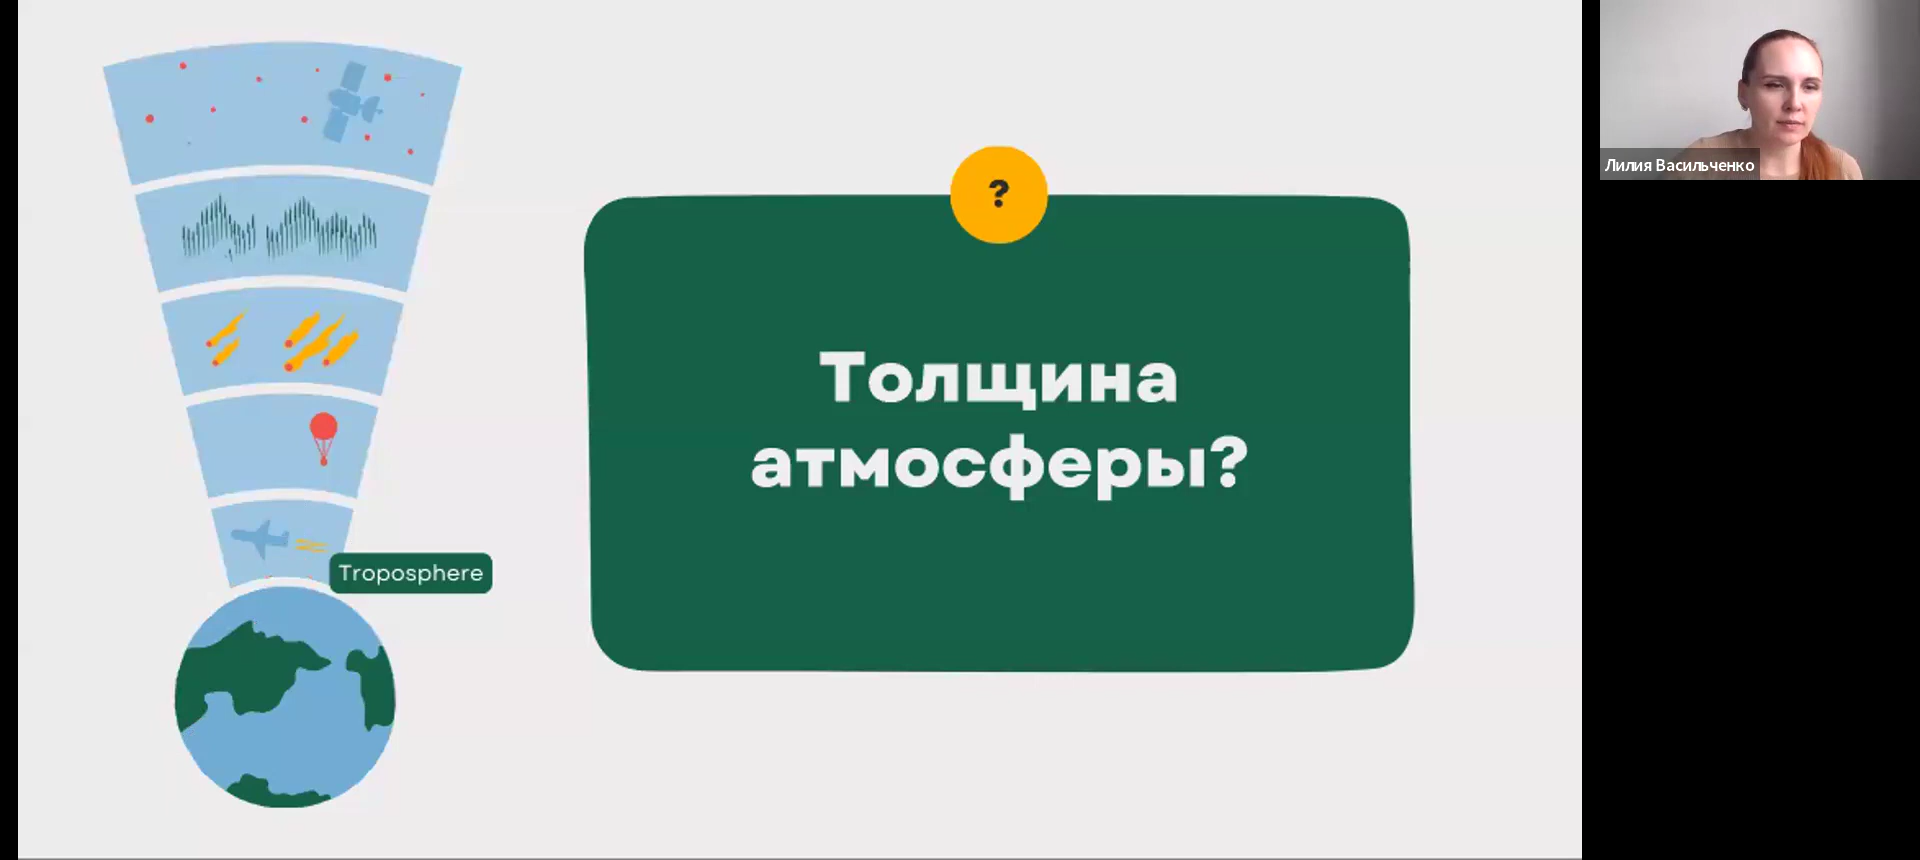 ?
Толщина
атмосферы?
Troposphere
Лилия Васильченко